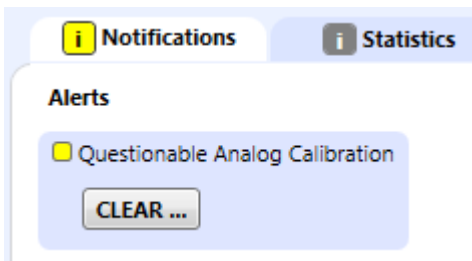 i Notifications i Statistics
Alerts
Questionable Analog Calibration
CLEAR ...